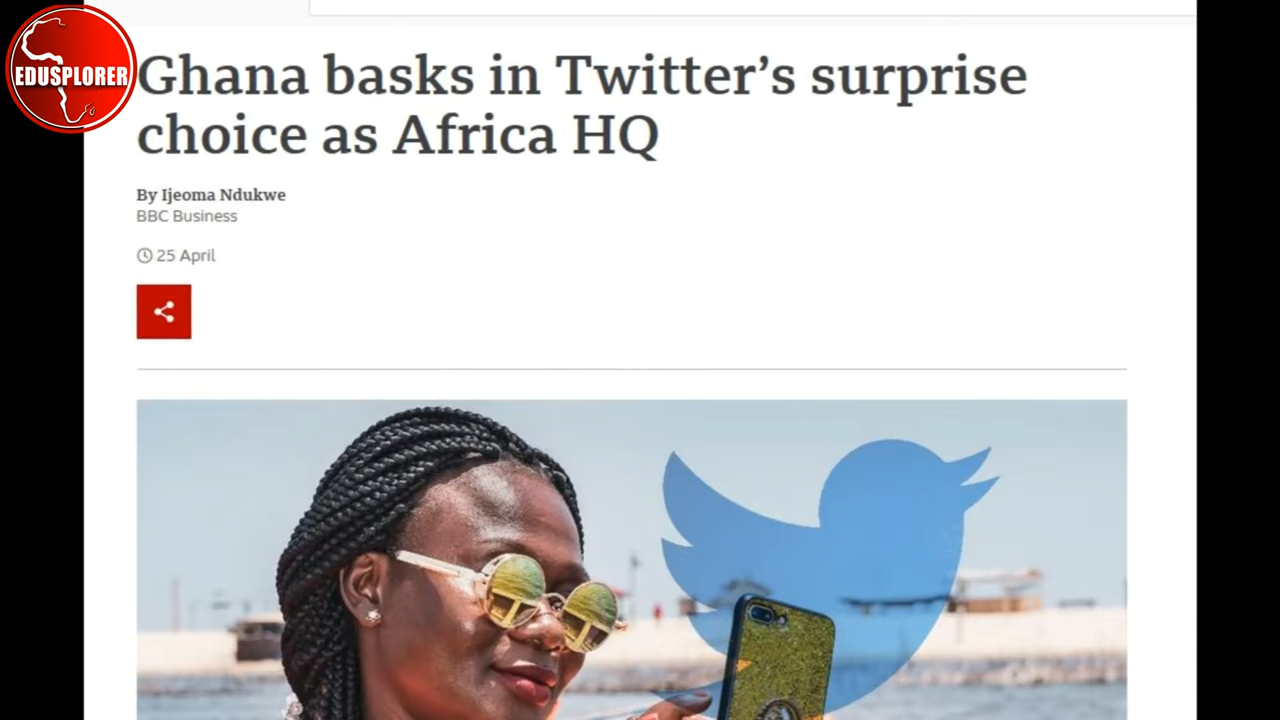 EDUSPLORER
Ghana basks in Twitter’s surprise
choice as Africa HQ
By Ijeoma Ndukwe
BBC Business
25 April